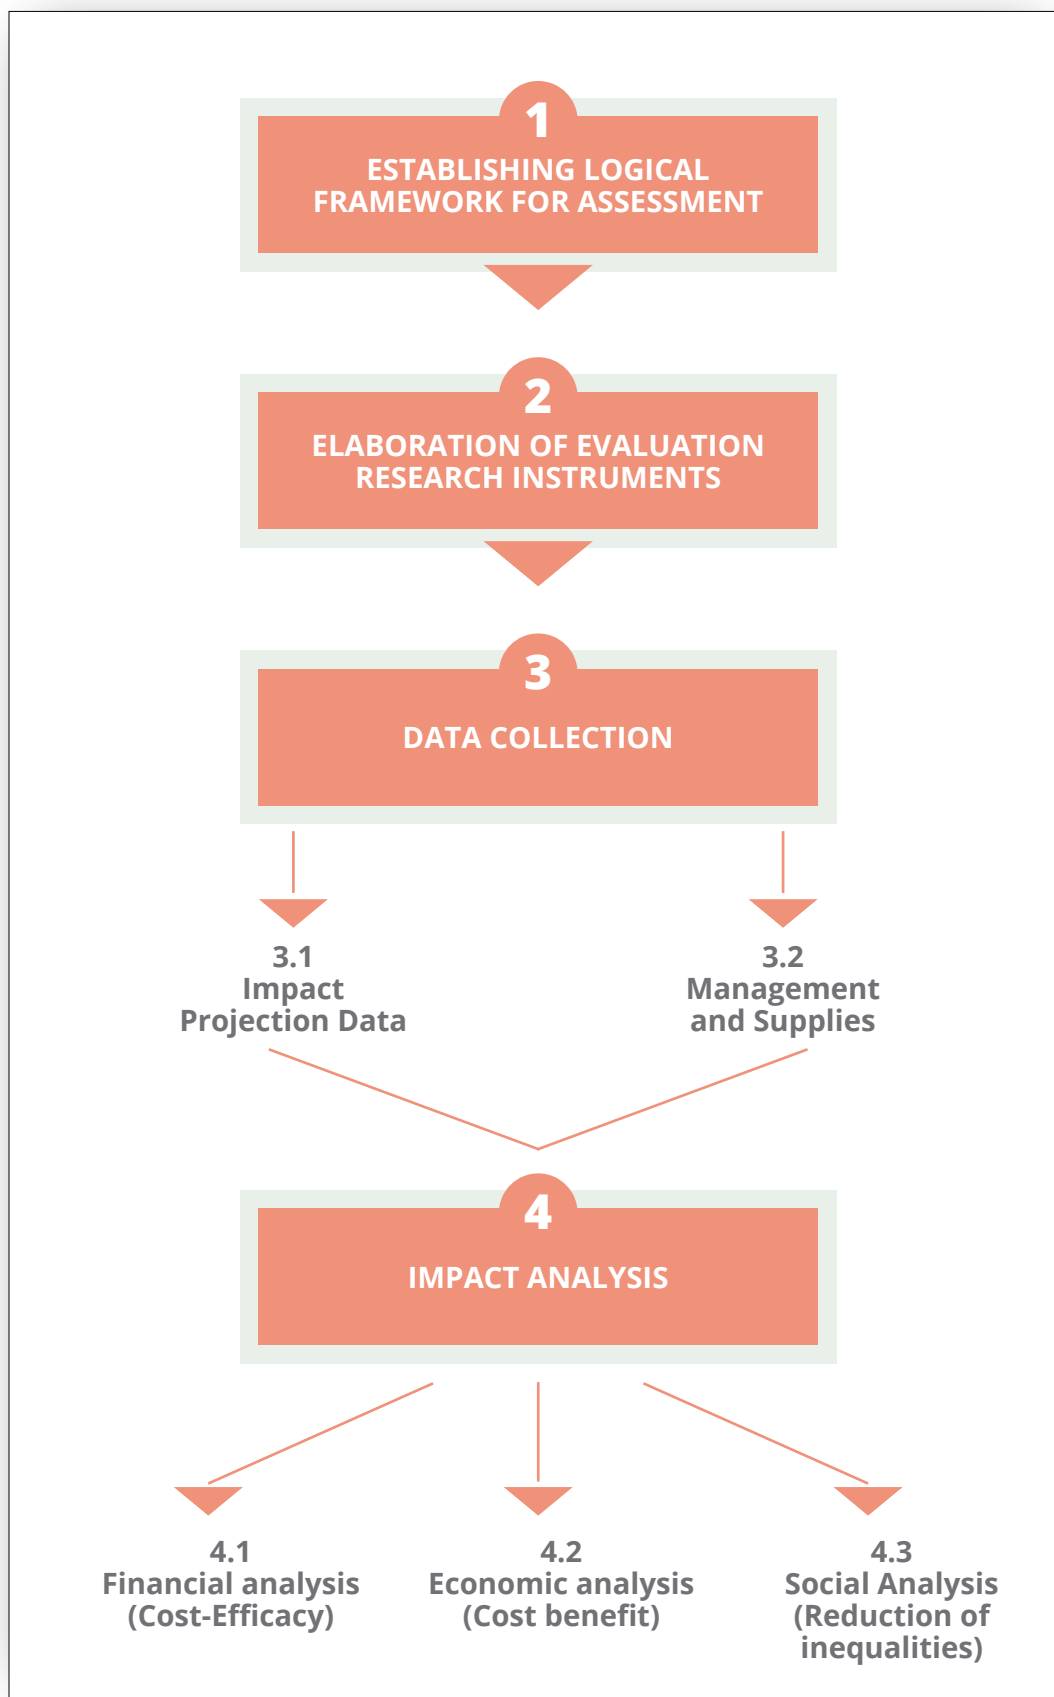 1
ESTABLISHING LOGICAL
FRAMEWORK FOR ASSESSMENT
2
ELABORATION OF EVALUATION
RESEARCH INSTRUMENTS
3
DATA COLLECTION
3.1
Impact
Projection Data
3.2
Management
and Supplies
4
IMPACT ANALYSIS
4.1
Financial analysis
(Cost-Efficacy)
4.2
Economic analysis
(Cost benefit)
4.3
Social Analysis
(Reduction of
inequalities)